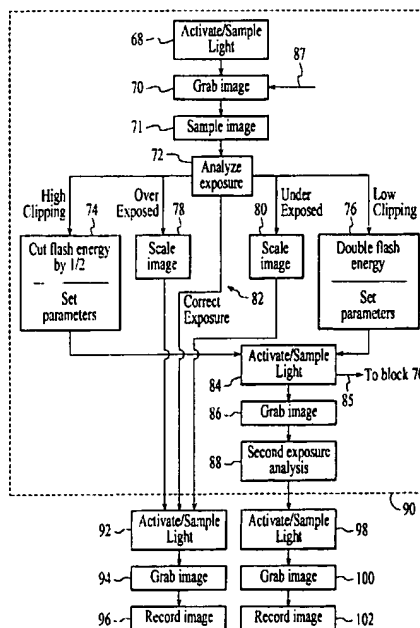 Activate/Sample
Light
68
87
70
Grab image
71
Sample image
72
Analyze
exposure
High
Clipping
74
Over
Exposed
78
80
Under
Exposed
76
Low
Clipping
Cut flash energy
by 1/2
Set
parameters
Scale
image
Scale
image
Double flash
energy
Set
parameters
Correct
Exposure
82
84
Activate/Sample
Light
85
To block 70
86
Grab image
88
Second exposure
analysis
90
92
Activate/Sample
Light
Activate/Sample
Light
98
94
Grab image
Grab image
100
96
Record image
Record image
102